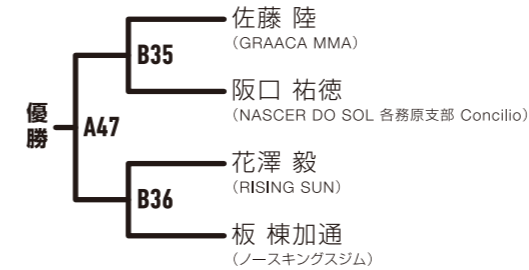 佐藤 陸
（GRAACA MMA）
B35
阪口 祐徳
（NASCER DO SOL 各務原支部 Concilio）
優勝
A47
花澤 毅
（RISING SUN）
B36
板 棟加通
（ノースキングスジム）